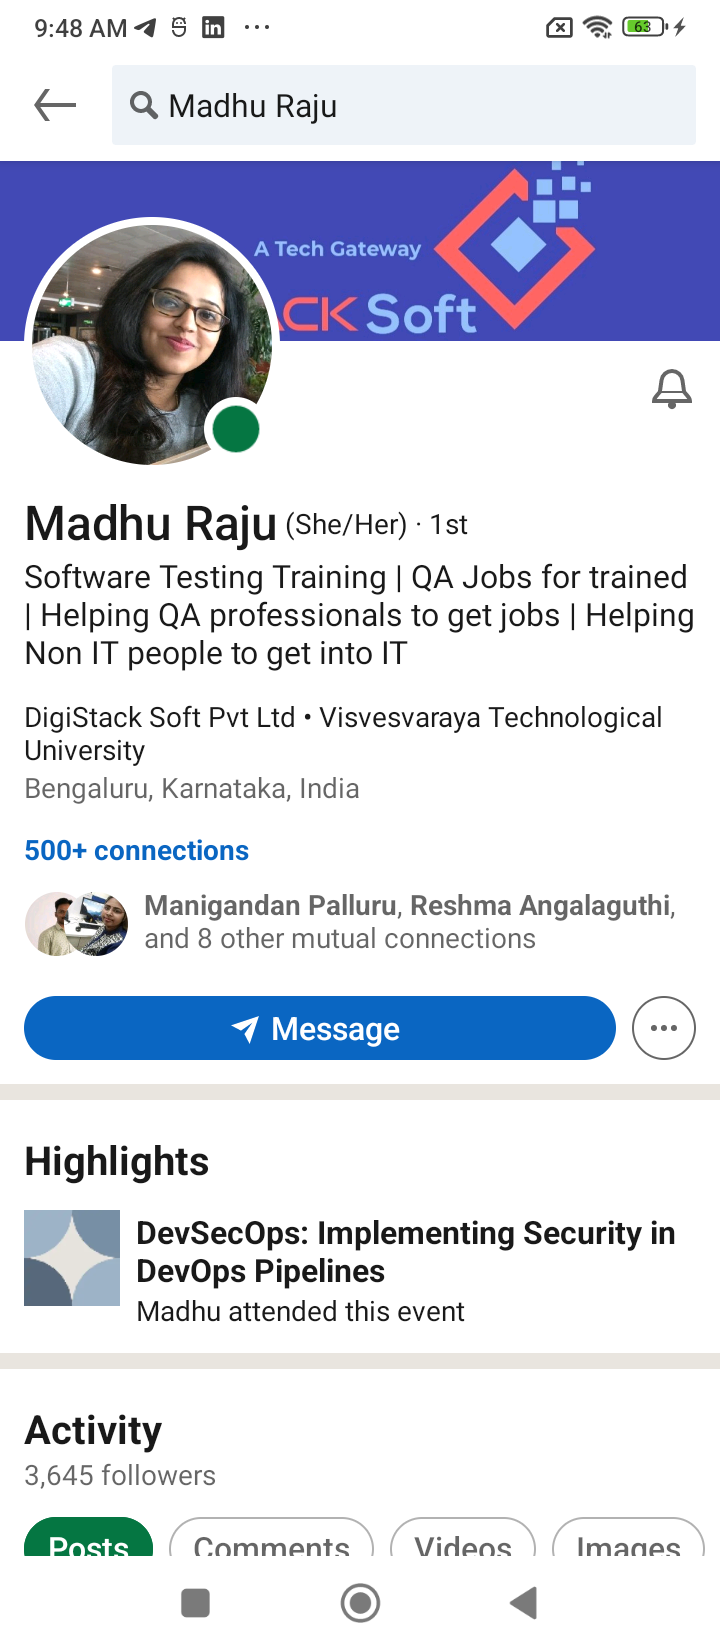 9:48 AM
63
Madhu Raju
A Tech Gateway
CK Soft
Madhu Raju (She/Her) · 1st
Software Testing Training | QA Jobs for trained
| Helping QA professionals to get jobs | Helping
Non IT people to get into IT
DigiStack Soft Pvt Ltd • Visvesvaraya Technological
University
Bengaluru, Karnataka, India
500+ connections
Manigandan Palluru, Reshma Angalaguthi,
and 8 other mutual connections
Message
Highlights
DevSecOps: Implementing Security in
DevOps Pipelines
Madhu attended this event
Activity
3,645 followers
Posts Comments Videos Images